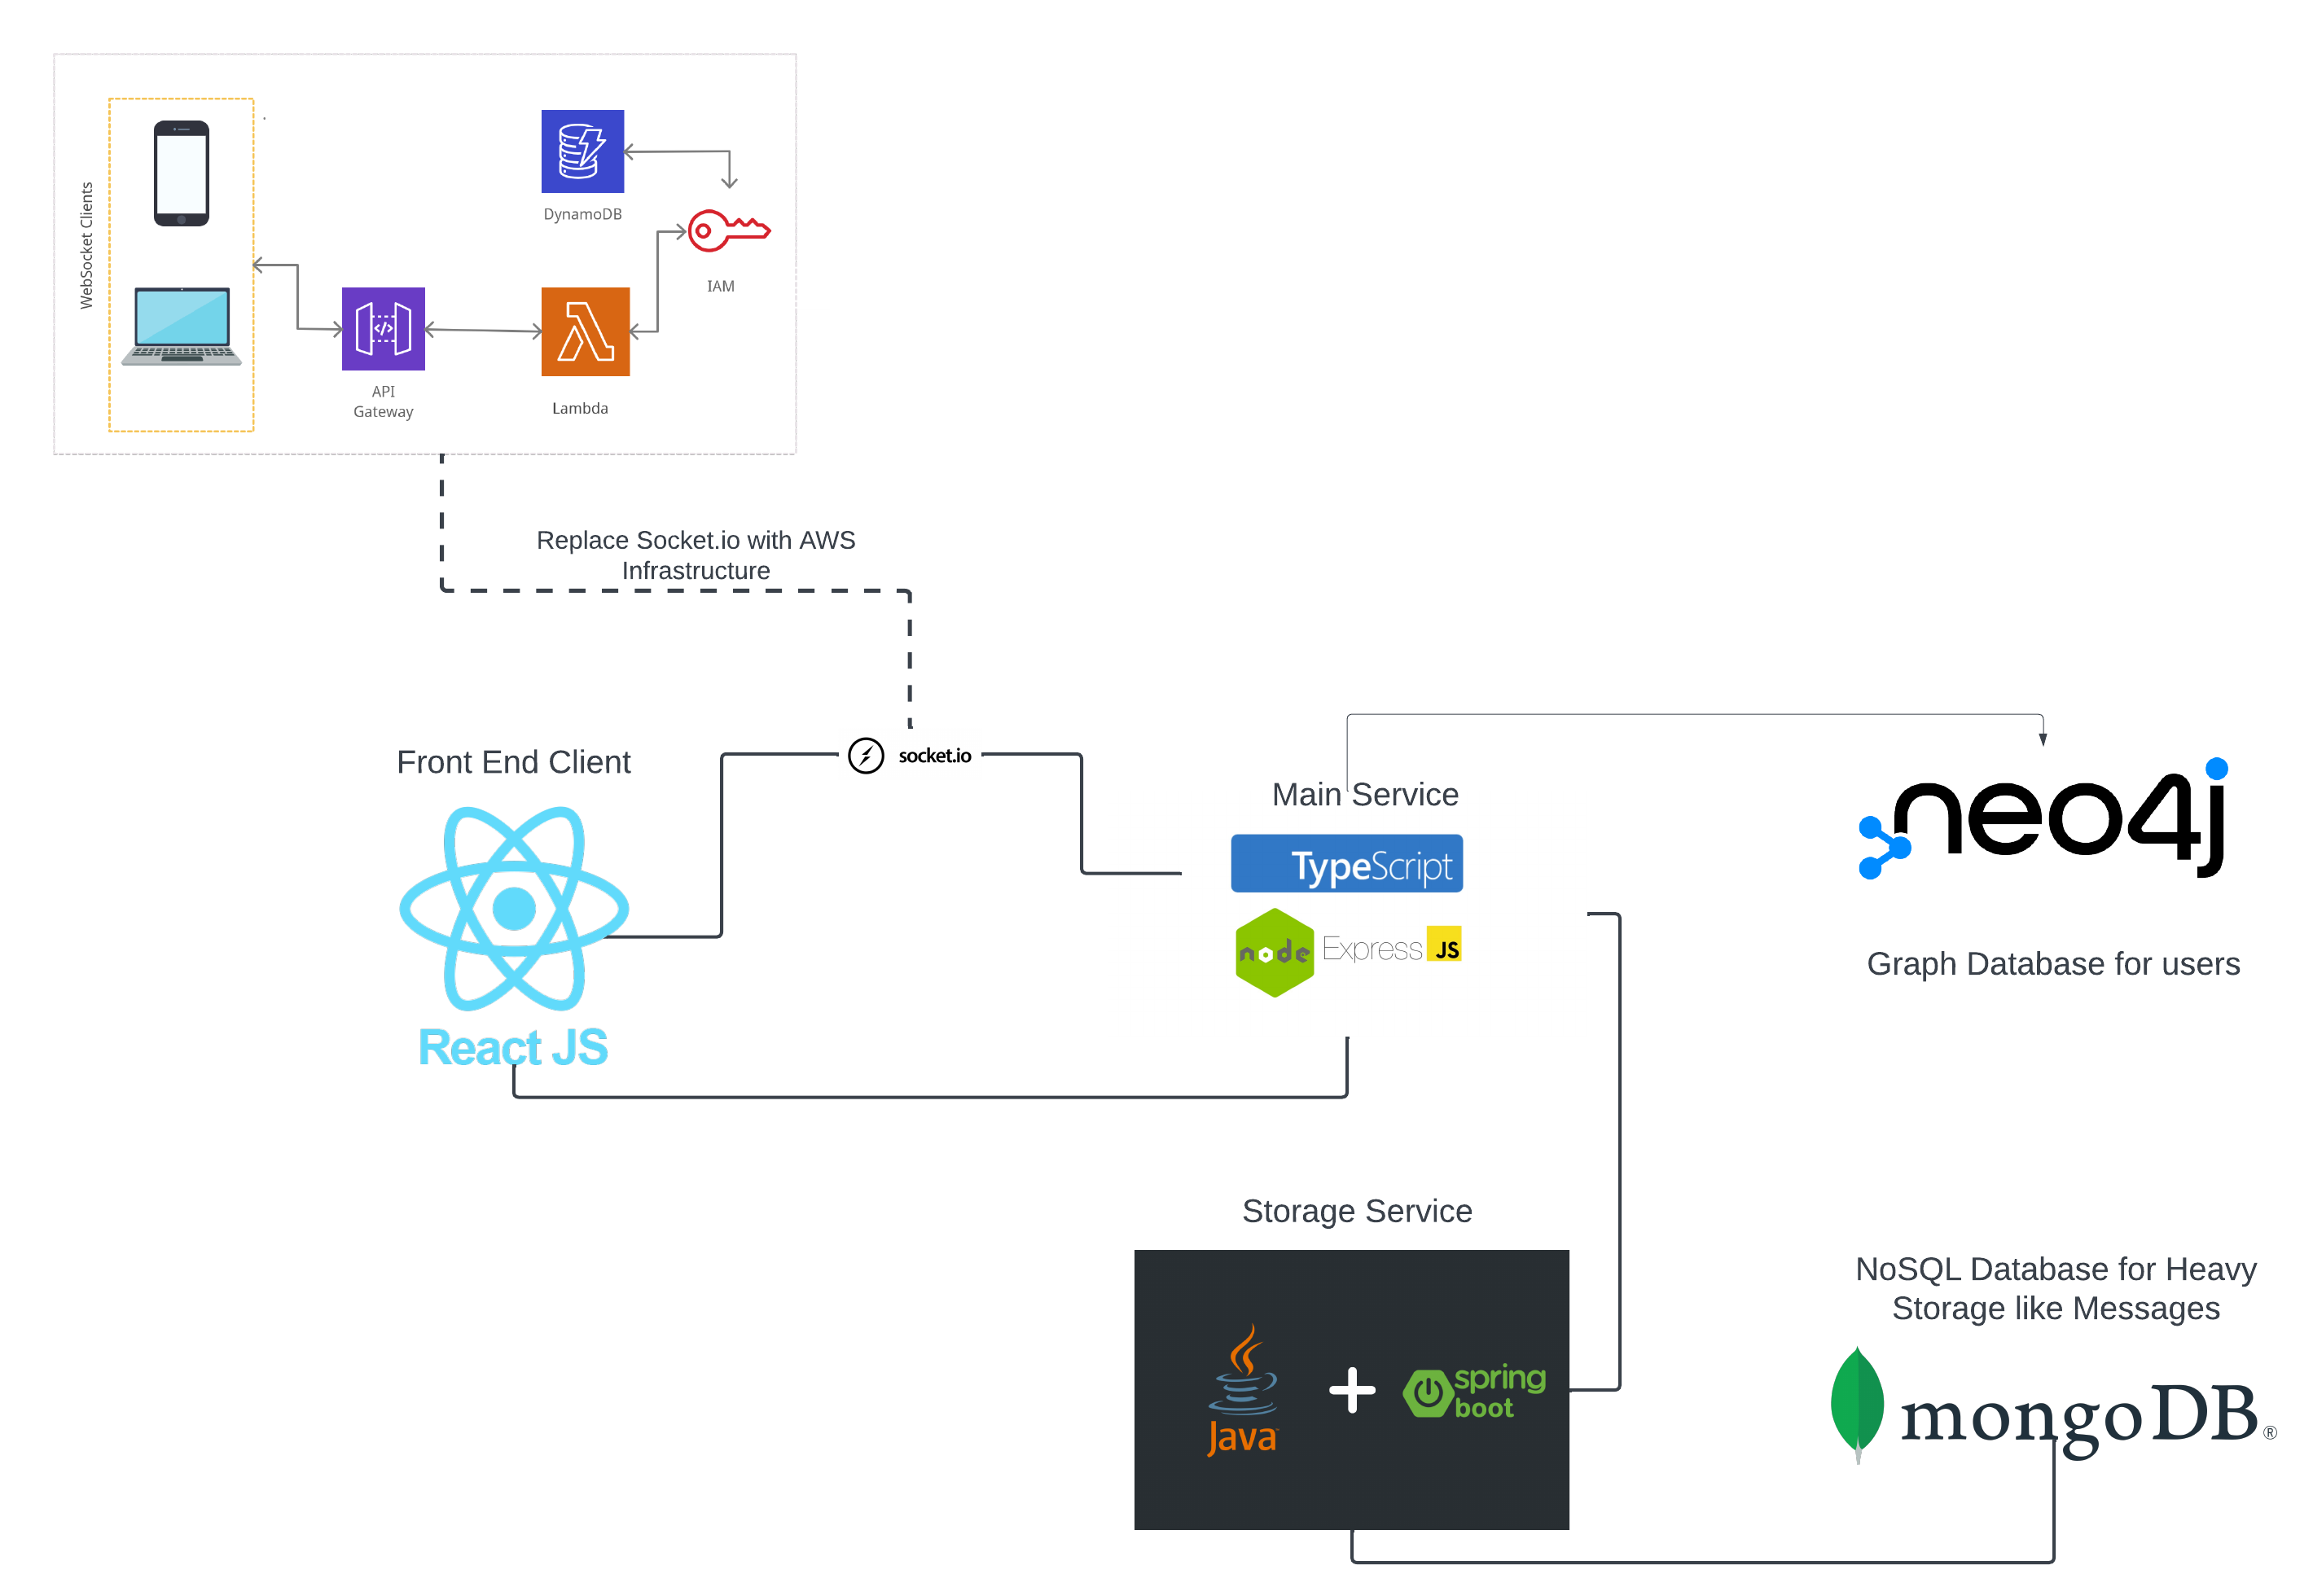 WebSocket Clients
DynamoDB
IAM
API
Gateway
Lambda
Replace Socket.io with AWS
Infrastructure
socket.io
Front End Client
React JS
Main Service
TypeScript
node
Express JS
neo4j
Graph Database for users
Storage Service
Java
spring
boot
NoSQL Database for Heavy
Storage like Messages
mongoDB®